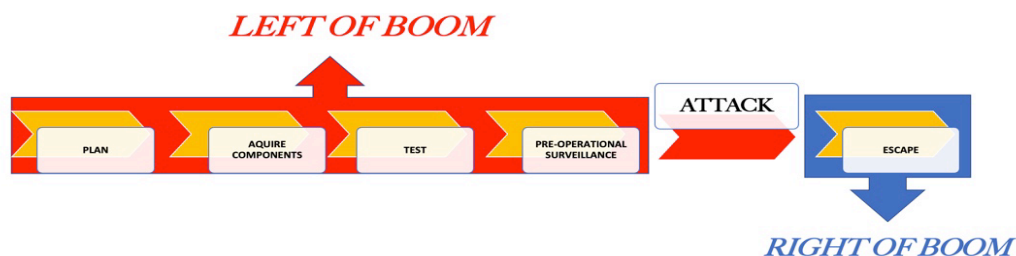 LEFT OF BOOM
PLAN
AQUIRE
COMPONENTS
TEST
PRE-OPERATIONAL
SURVEILLANCE
ATTACK
ESCAPE
RIGHT OF BOOM